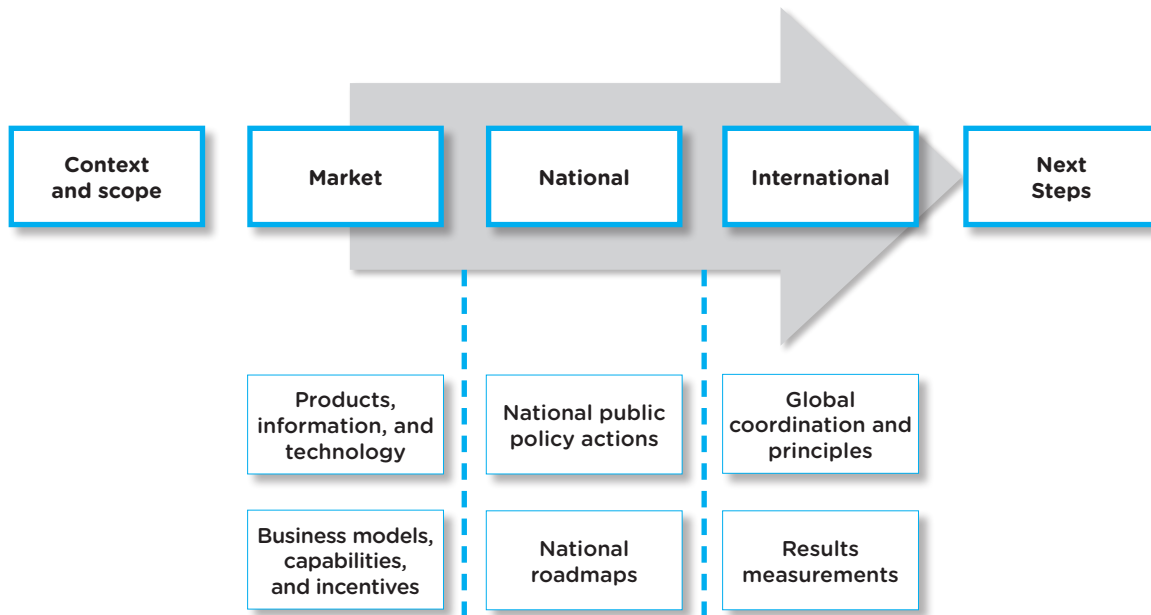 Context
and scope
Market
National
International
Next
Steps
Products,
information, and
technology
National public
policy actions
Global
coordination and
principles
Business models,
capabilities,
and incentives
National
roadmaps
Results
measurements